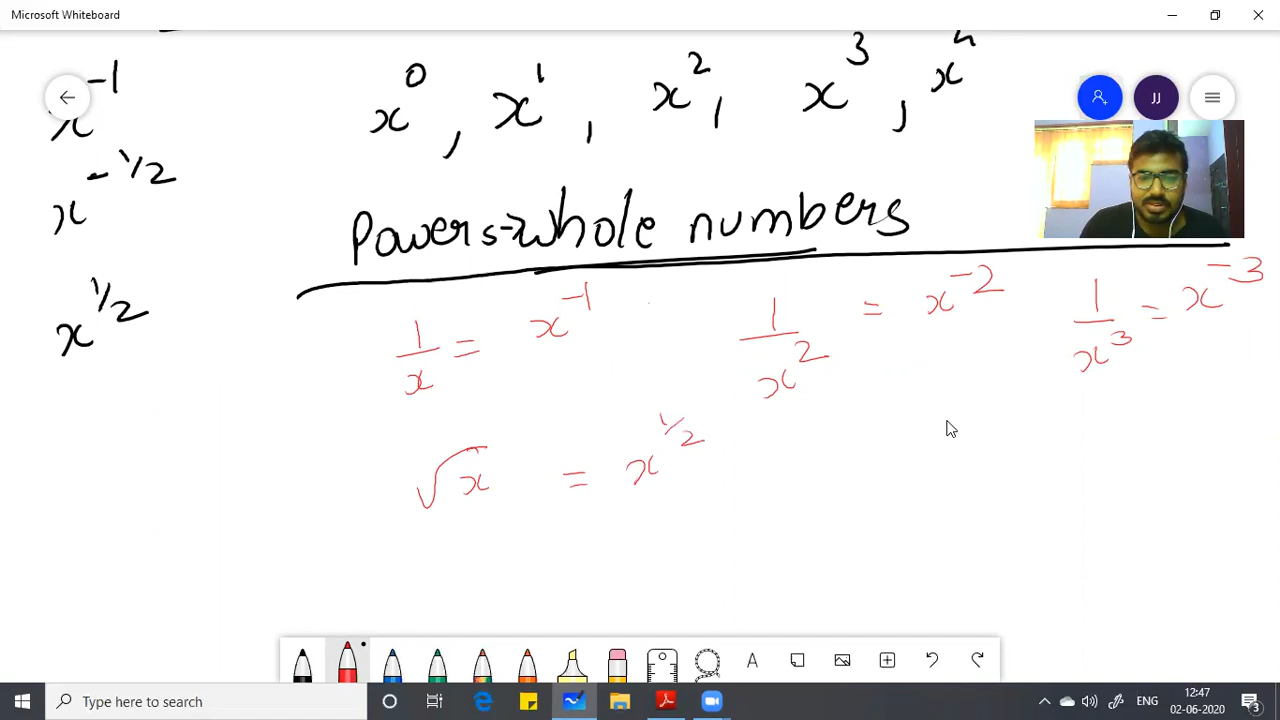 Microsoft Whiteboard
x^-1
x^0 , x^1 , x^2 , x^3 , x^4
JJ
x^-1/2
Powers → whole numbers
x^1/2
1/x = x^-1
1/x^2 = x^-2
1/x^3 = x^-3
√x = x^1/2
A
Type here to search
ENG
12:47
02-06-2020
3